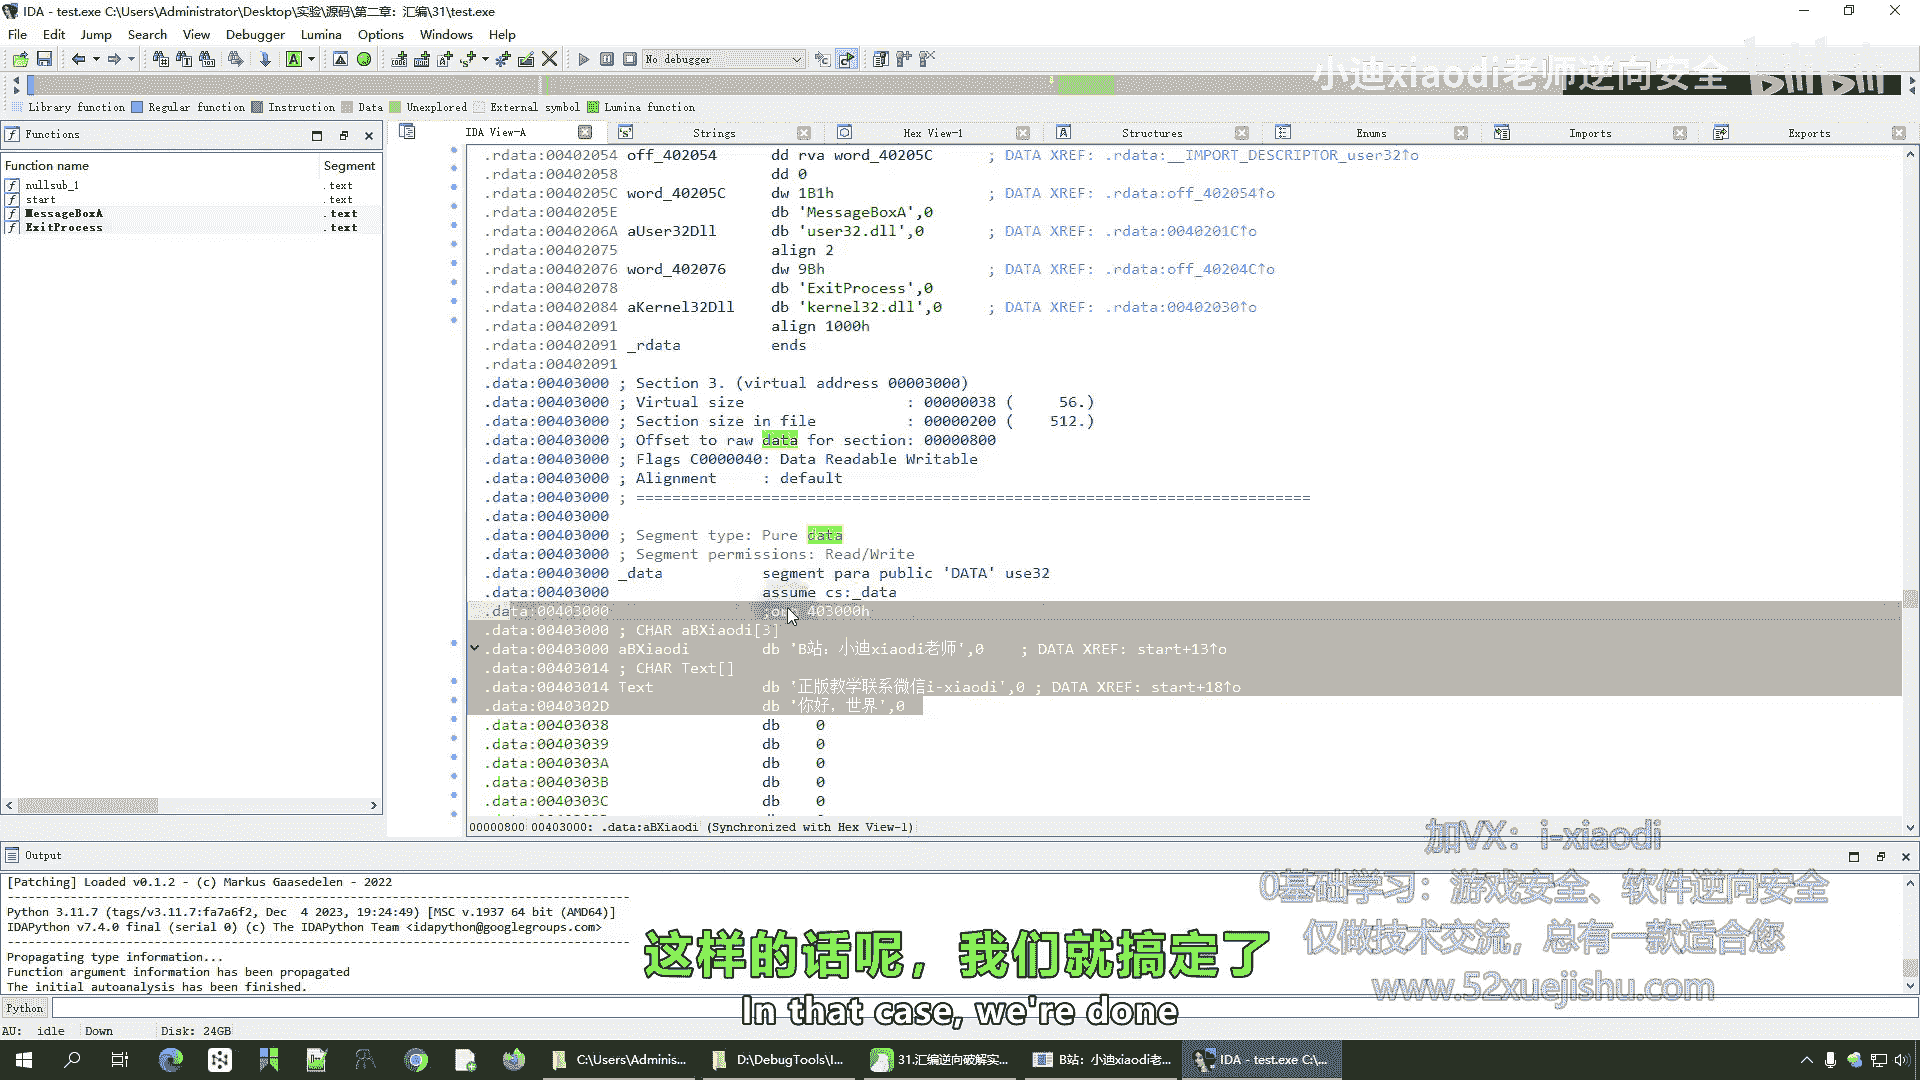 IDA - test.exe C:\Users\Administrator\Desktop\实验\源码\第二章：汇编\31\test.exe
File Edit Jump Search View Debugger Lumina Options Windows Help
No debugger
小迪xiaodi老师逆向安全 bilibili
Library function Regular function Instruction Data Unexplored External symbol Lumina function
Functions
IDA View-A Strings Hex View-1 Structures Enums Imports Exports
Function name Segment
nullsub_1 .text
start .text
MessageBoxA .text
ExitProcess .text
.rdata:00402054 off_402054 dd rva word_40205C ; DATA XREF: .rdata:__IMPORT_DESCRIPTOR_user32↑o
.rdata:00402058 dd 0
.rdata:0040205C word_40205C dw 1B1h ; DATA XREF: .rdata:off_402054↑o
.rdata:0040205E db 'MessageBoxA',0
.rdata:0040206A aUser32Dll db 'user32.dll',0 ; DATA XREF: .rdata:0040201C↑o
.rdata:00402075 align 2
.rdata:00402076 word_402076 dw 9Bh ; DATA XREF: .rdata:off_40204C↑o
.rdata:00402078 db 'ExitProcess',0
.rdata:00402084 aKernel32Dll db 'kernel32.dll',0 ; DATA XREF: .rdata:00402030↑o
.rdata:00402091 align 1000h
.rdata:00402091 _rdata ends
.rdata:00402091
.data:00403000 ; Section 3. (virtual address 00003000)
.data:00403000 ; Virtual size : 00000038 ( 56.)
.data:00403000 ; Section size in file : 00000200 ( 512.)
.data:00403000 ; Offset to raw data for section: 00000800
.data:00403000 ; Flags C0000040: Data Readable Writable
.data:00403000 ; Alignment : default
.data:00403000 ; ===========================================================================
.data:00403000
.data:00403000 ; Segment type: Pure data
.data:00403000 ; Segment permissions: Read/Write
.data:00403000 _data segment para public 'DATA' use32
.data:00403000 assume cs:_data
.data:00403000 ;org 403000h
.data:00403000 ; CHAR aBXiaodi[3]
.data:00403000 aBXiaodi db 'B站：小迪xiaodi老师',0 ; DATA XREF: start+13↑o
.data:00403014 ; CHAR Text[]
.data:00403014 Text db '正版教学联系微信i-xiaodi',0 ; DATA XREF: start+18↑o
.data:0040302D db '你好，世界',0
.data:00403038 db 0
.data:00403039 db 0
.data:0040303A db 0
.data:0040303B db 0
.data:0040303C db 0
00000800 00403000: .data:aBXiaodi (Synchronized with Hex View-1)
加VX：i-xiaodi
0基础学习：游戏安全、软件逆向安全
仅做技术交流，总有一款适合您
www.52xuejishu.com
Output
[Patching] Loaded v0.1.2 - (c) Markus Gaasedelen - 2022
Python 3.11.7 (tags/v3.11.7:fa7a6f2, Dec 4 2023, 19:24:49) [MSC v.1937 64 bit (AMD64)]
IDAPython v7.4.0 final (serial 0) (c) The IDAPython Team <idapython@googlegroups.com>
Propagating type information...
Function argument information has been propagated
The initial autoanalysis has been finished.
Python
这样的话呢，我们就搞定了
In that case, we're done
AU: idle Down Disk: 24GB
C:\Users\Adminis... D:\DebugTools\I... 31.汇编逆向破解实... B站：小迪xiaodi老... IDA - test.exe C:\...